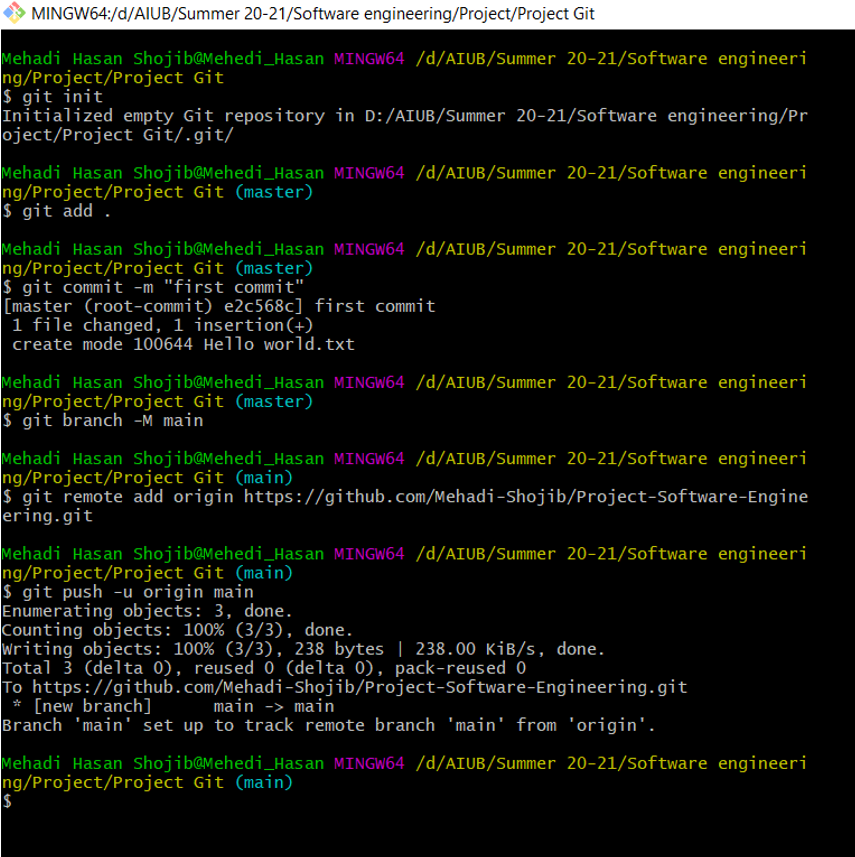 MINGW64:/d/AIUB/Summer 20-21/Software engineering/Project/Project Git
Mehadi Hasan Shojib@Mehedi_Hasan MINGW64 /d/AIUB/Summer 20-21/Software engineeri
ng/Project/Project Git
$ git init
Initialized empty Git repository in D:/AIUB/Summer 20-21/Software engineering/Pr
oject/Project Git/.git/
Mehadi Hasan Shojib@Mehedi_Hasan MINGW64 /d/AIUB/Summer 20-21/Software engineeri
ng/Project/Project Git (master)
$ git add .
Mehadi Hasan Shojib@Mehedi_Hasan MINGW64 /d/AIUB/Summer 20-21/Software engineeri
ng/Project/Project Git (master)
$ git commit -m "first commit"
[master (root-commit) e2c568c] first commit
 1 file changed, 1 insertion(+)
 create mode 100644 Hello world.txt
Mehadi Hasan Shojib@Mehedi_Hasan MINGW64 /d/AIUB/Summer 20-21/Software engineeri
ng/Project/Project Git (master)
$ git branch -M main
Mehadi Hasan Shojib@Mehedi_Hasan MINGW64 /d/AIUB/Summer 20-21/Software engineeri
ng/Project/Project Git (main)
$ git remote add origin https://github.com/Mehadi-Shojib/Project-Software-Engine
ering.git
Mehadi Hasan Shojib@Mehedi_Hasan MINGW64 /d/AIUB/Summer 20-21/Software engineeri
ng/Project/Project Git (main)
$ git push -u origin main
Enumerating objects: 3, done.
Counting objects: 100% (3/3), done.
Writing objects: 100% (3/3), 238 bytes | 238.00 KiB/s, done.
Total 3 (delta 0), reused 0 (delta 0), pack-reused 0
To https://github.com/Mehadi-Shojib/Project-Software-Engineering.git
 * [new branch]      main -> main
Branch 'main' set up to track remote branch 'main' from 'origin'.
Mehadi Hasan Shojib@Mehedi_Hasan MINGW64 /d/AIUB/Summer 20-21/Software engineeri
ng/Project/Project Git (main)
$